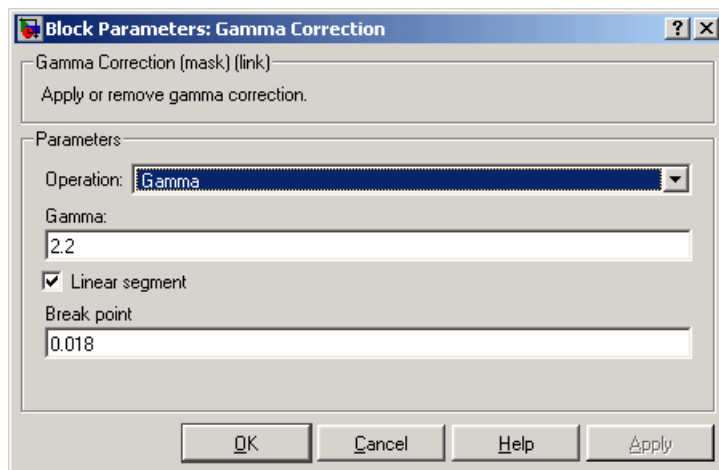 Block Parameters: Gamma Correction
Gamma Correction (mask) (link)
Apply or remove gamma correction.
Parameters
Operation: Gamma
Gamma:
2.2
Linear segment
Break point
0.018
OK Cancel Help Apply